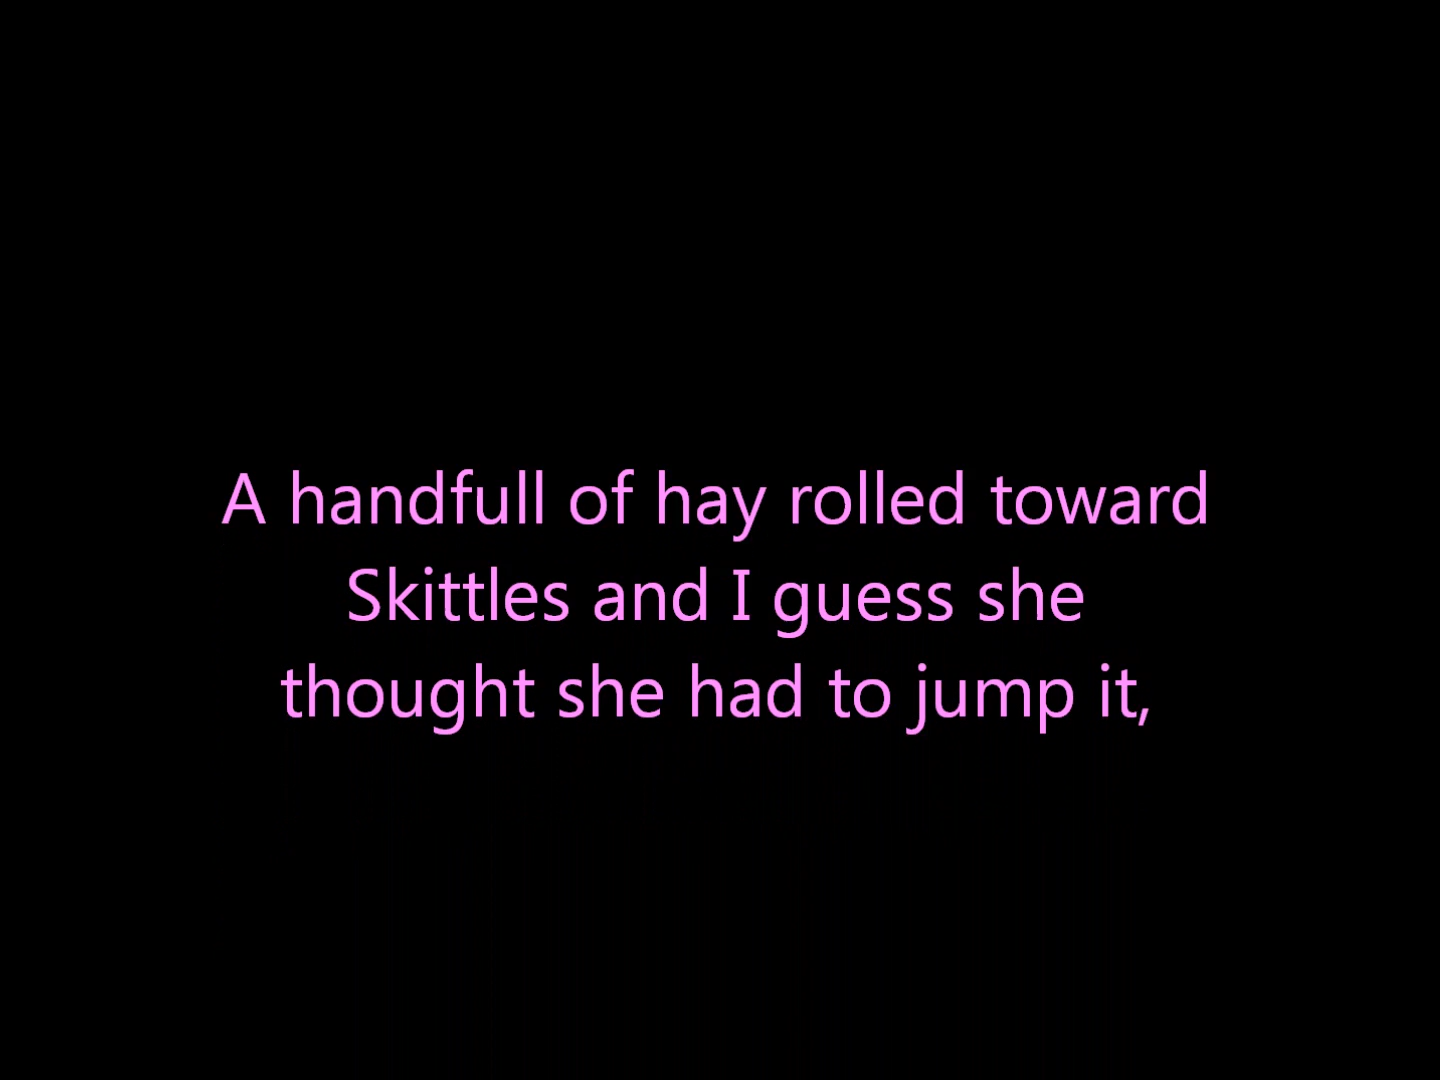 A handfull of hay rolled toward
Skittles and I guess she
thought she had to jump it,